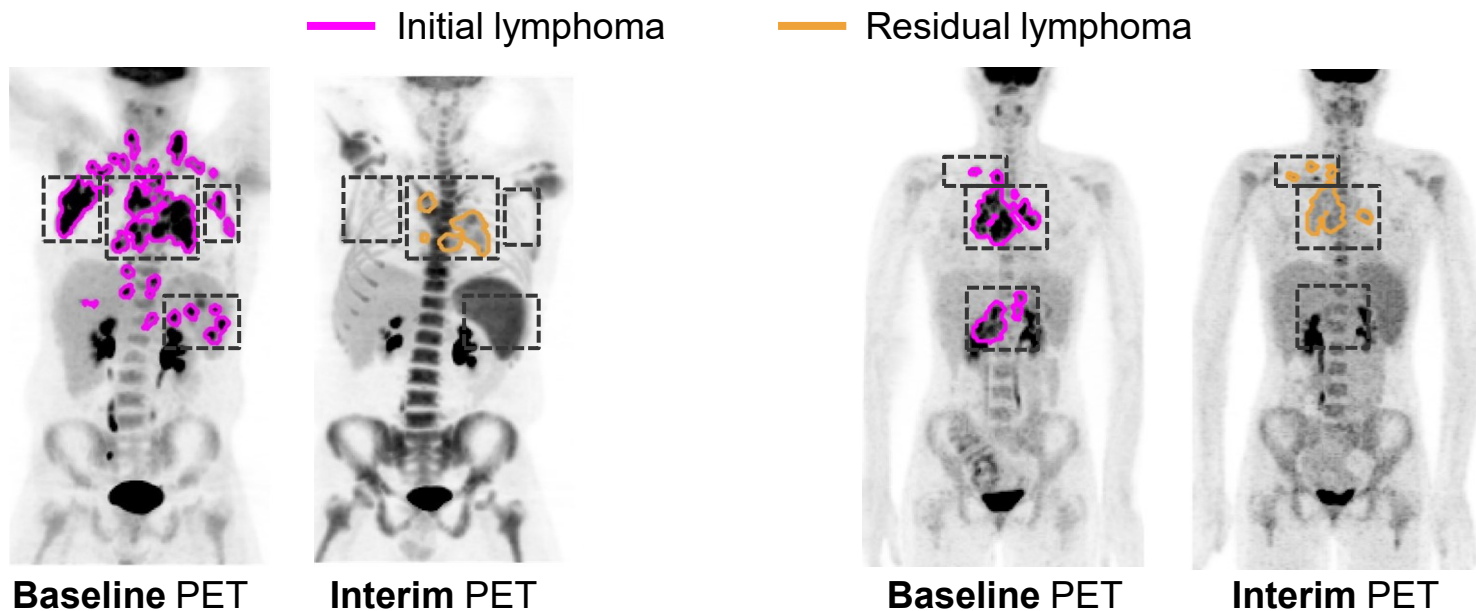 Initial lymphoma
Residual lymphoma
Baseline PET
Interim PET
Baseline PET
Interim PET